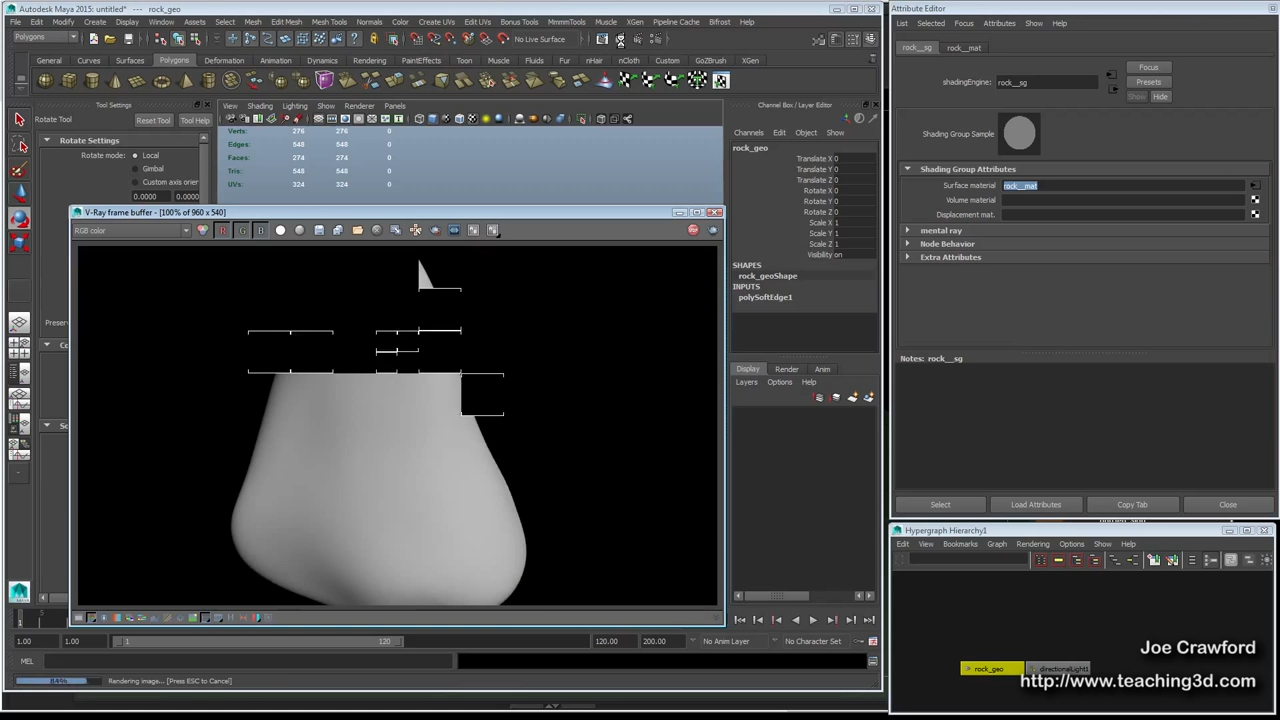 Autodesk Maya 2015: untitled* --- rock_geo
File Edit Modify Create Display Window Assets Select Mesh Edit Mesh Mesh Tools Normals Color Create UVs Edit UVs Bonus Tools MmmmTools Muscle XGen Pipeline Cache Bifrost Help
Polygons
No Live Surface
General Curves Surfaces Polygons Deformation Animation Dynamics Rendering PaintEffects Toon Muscle Fluids Fur nHair nCloth Custom GoZBrush XGen
Tool Settings
Rotate Tool Reset Tool Tool Help
Rotate Settings
Rotate mode: Local
Gimbal
Custom axis orien
0.0000 0.0000
Preserv
View Shading Lighting Show Renderer Panels
Verts: 276 276 0
Edges: 548 548 0
Faces: 274 274 0
Tris: 548 548 0
UVs: 324 324 0
V-Ray frame buffer - [100% of 960 x 540]
RGB color
R G B
Channel Box / Layer Editor
Channels Edit Object Show
rock_geo
Translate X 0
Translate Y 0
Translate Z 0
Rotate X 0
Rotate Y 0
Rotate Z 0
Scale X 1
Scale Y 1
Scale Z 1
Visibility on
SHAPES
rock_geoShape
INPUTS
polySoftEdge1
Display Render Anim
Layers Options Help
1.00 1.00 1 120 120.00 200.00 No Anim Layer No Character Set
MEL
84% Rendering image... [Press ESC to Cancel]
Attribute Editor
List Selected Focus Attributes Show Help
rock__sg rock__mat
shadingEngine: rock__sg
Focus
Presets
Show Hide
Shading Group Sample
Shading Group Attributes
Surface material rock__mat
Volume material
Displacement mat.
mental ray
Node Behavior
Extra Attributes
Notes: rock__sg
Select Load Attributes Copy Tab Close
Hypergraph Hierarchy1
Edit View Bookmarks Graph Rendering Options Show Help
rock_geo directionalLight1
Joe Crawford
http://www.teaching3d.com